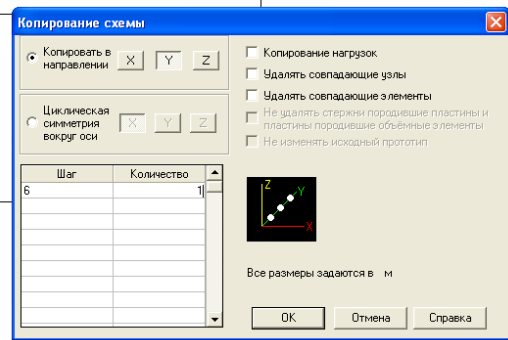 Копирование схемы
Копировать в
направлении
X Y Z
Циклическая
симметрия
вокруг оси
X Y Z
Копирование нагрузок
Удалять совпадающие узлы
Удалять совпадающие элементы
Не удалять стержни породившие пластины и
пластины породившие объёмные элементы
Не изменять исходный прототип
Шаг Количество
6 1
Z
Y
X
Все размеры задаются в м
OK Отмена Справка